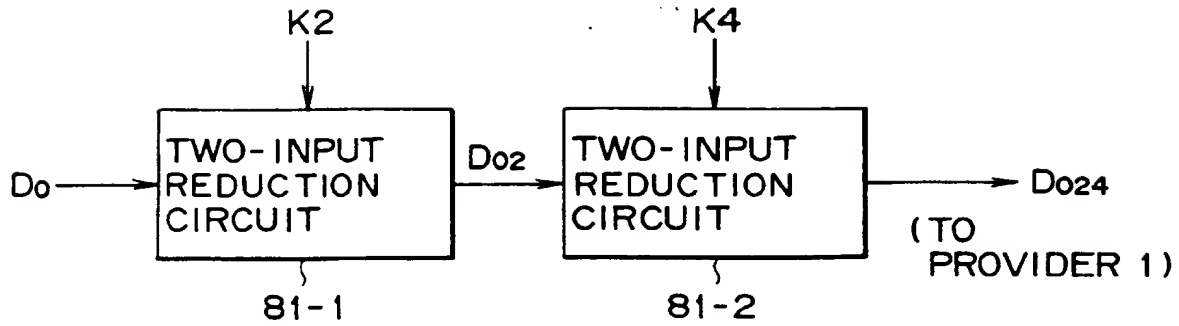 K2
K4
TWO-INPUT
REDUCTION
CIRCUIT
TWO-INPUT
REDUCTION
CIRCUIT
Do
Do2
Do24
(TO
PROVIDER 1)
81-1
81-2